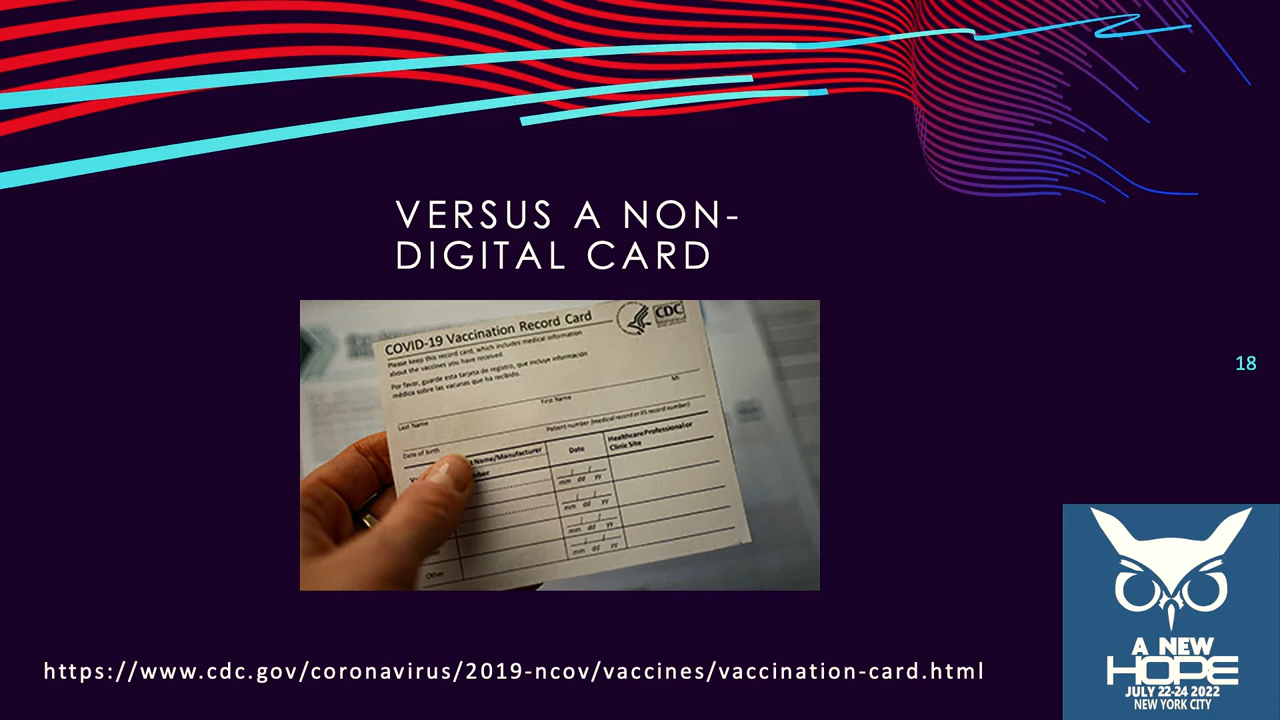 VERSUS A NON-
DIGITAL CARD
COVID-19 Vaccination Record Card
CDC
Please keep this record card, which includes medical information
about the vaccines you have received.
Por favor, guarde esta tarjeta de registro, que incluye información
médica sobre las vacunas que ha recibido.
Last Name
First Name
MI
Date of Birth
Patient number (medical record or IIS record number)
Name/Manufacturer
Date
Healthcare Professional or
Clinic Site
mm dd yy
mm dd yy
mm dd yy
mm dd yy
Other
18
https://www.cdc.gov/coronavirus/2019-ncov/vaccines/vaccination-card.html
A NEW
HOPE
JULY 22-24 2022
NEW YORK CITY